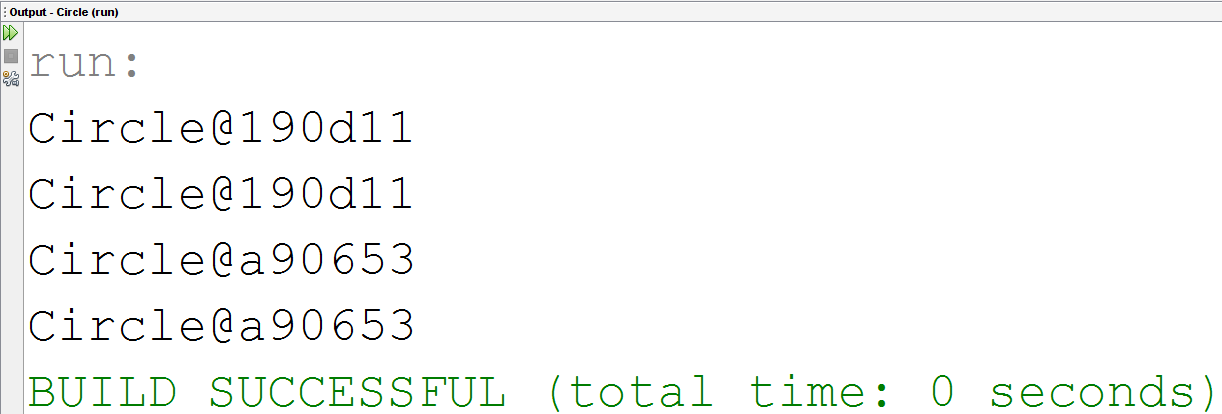 Output - Circle (run)
run:
Circle@190d11
Circle@190d11
Circle@a90653
Circle@a90653
BUILD SUCCESSFUL (total time: 0 seconds)